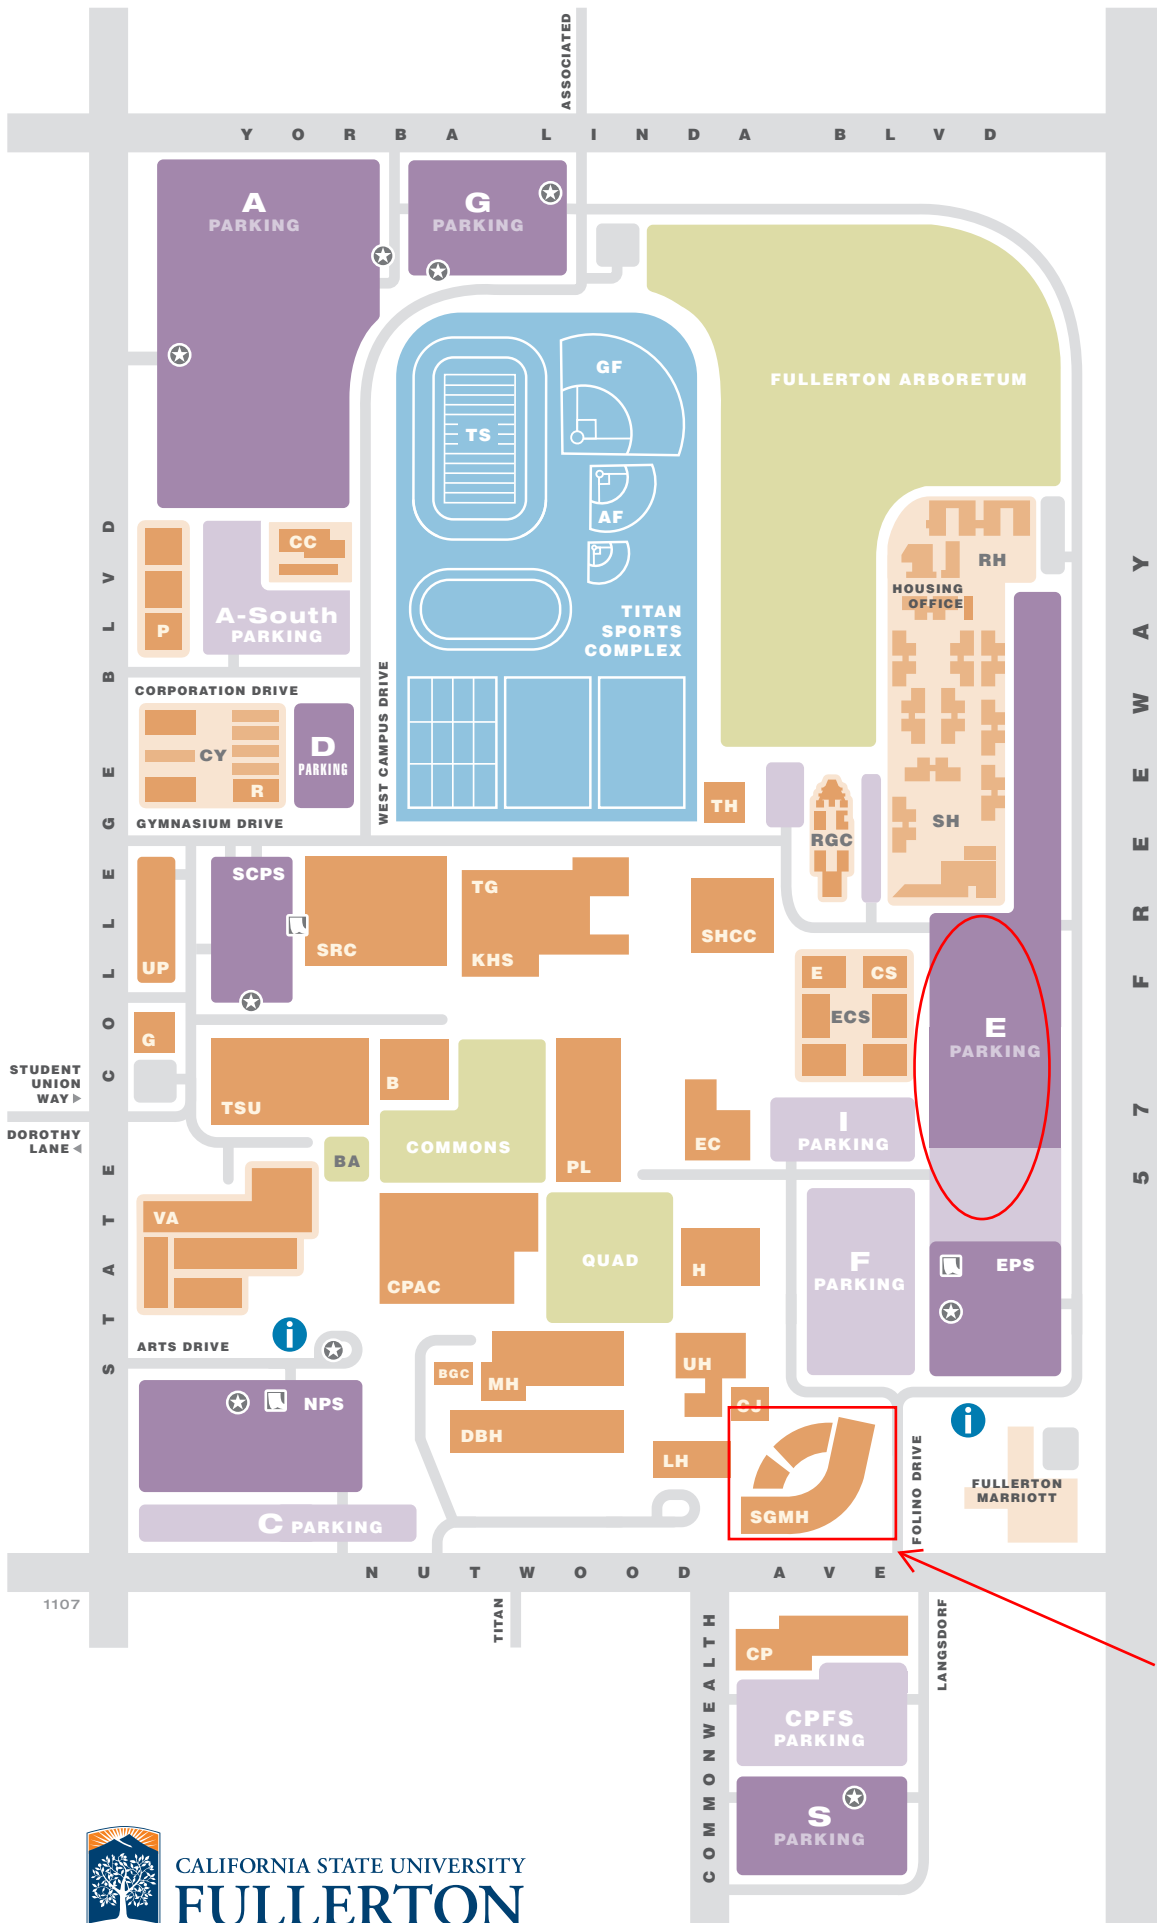 ASSOCIATED
YORBA LINDA BLVD
A
PARKING
G
PARKING
FULLERTON ARBORETUM
GF
TS
AF
TITAN
SPORTS
COMPLEX
CC
P
A-South
PARKING
RH
HOUSING
OFFICE
CORPORATION DRIVE
WEST CAMPUS DRIVE
CY
R
D
PARKING
GYMNASIUM DRIVE
TH
RGC
SH
STATE COLLEGE BLVD
57 FREEWAY
SCPS
UP
SRC
TG
KHS
SHCC
E
CS
ECS
E
PARKING
G
STUDENT
UNION
WAY
DOROTHY
LANE
TSU
B
COMMONS
BA
PL
EC
I
PARKING
VA
CPAC
QUAD
H
F
PARKING
EPS
i
ARTS DRIVE
BGC
MH
UH
CJ
NPS
DBH
LH
SGMH
i
FOLINO DRIVE
FULLERTON
MARRIOTT
C PARKING
NUTWOOD AVE
1107
TITAN
COMMONWEALTH
LANGSDORF
CP
CPFS
PARKING
S
PARKING
CALIFORNIA STATE UNIVERSITY
FULLERTON